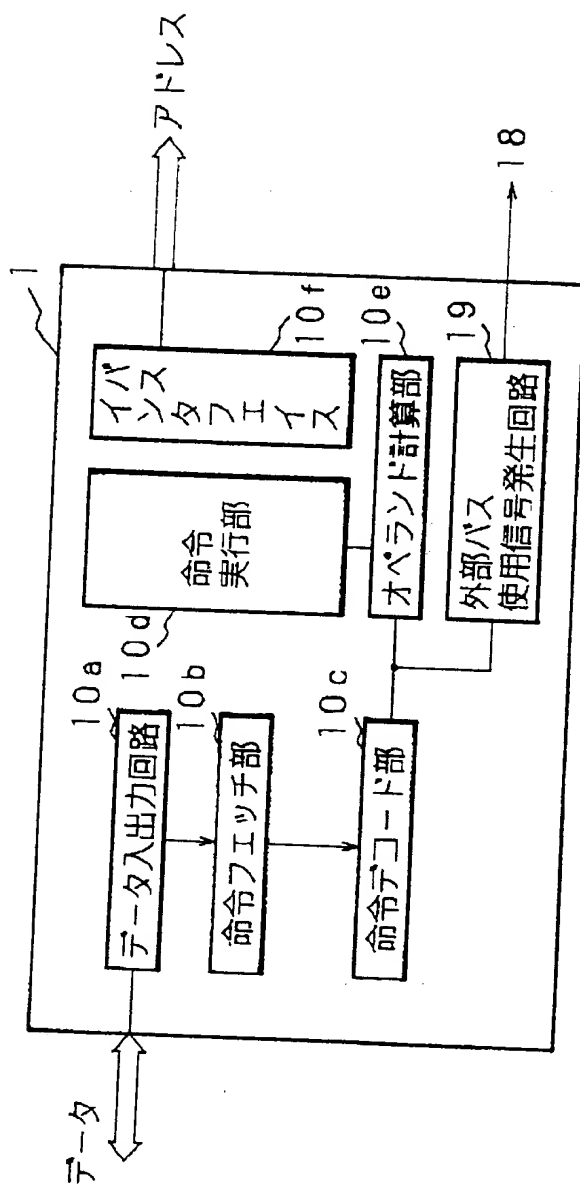 データ
1
10a
データ入出力回路
10b
命令フェッチ部
10c
命令デコード部
10d
命令
実行部
バス
インタフェイス
10f
10e
オペランド計算部
19
外部バス
使用信号発生回路
アドレス
18